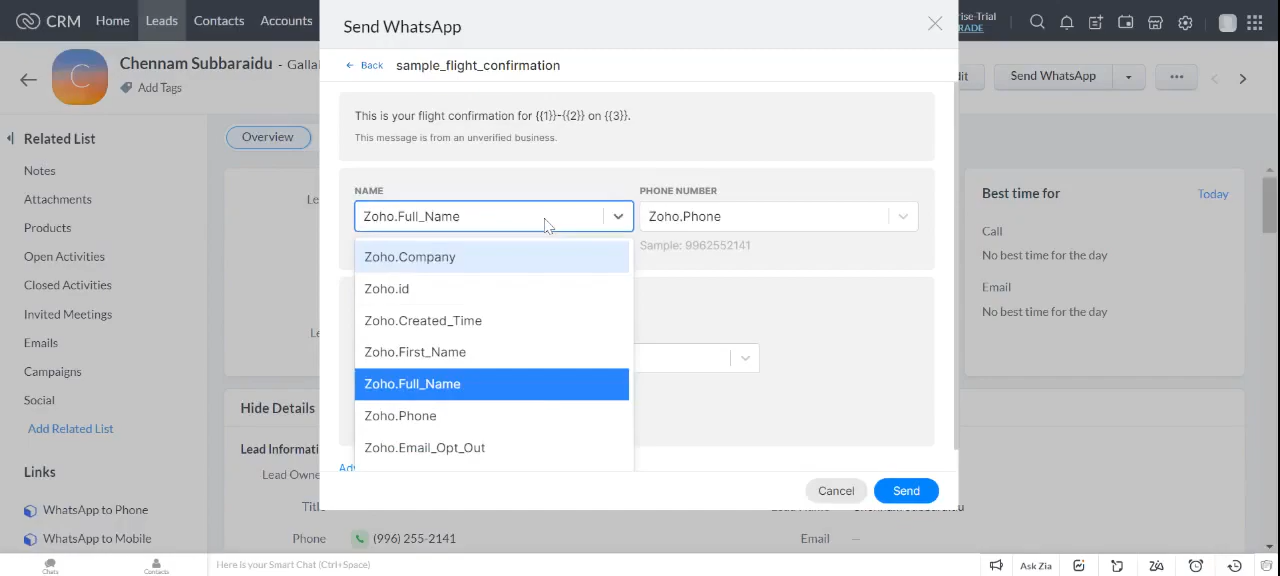 CRM Home Leads Contacts Accounts
Send WhatsApp
ise-Trial
RADE
C
Chennam Subbaraidu - Galla
Add Tags
← Back sample_flight_confirmation
dit Send WhatsApp ...
Related List
Overview
This is your flight confirmation for {{1}}-{{2}} on {{3}}.
This message is from an unverified business.
Notes
Attachments
Products
Open Activities
Closed Activities
Invited Meetings
Emails
Campaigns
Social
Add Related List
Links
WhatsApp to Phone
WhatsApp to Mobile
Le
Le
NAME PHONE NUMBER
Zoho.Full_Name Zoho.Phone
Sample: 9962552141
Zoho.Company
Zoho.id
Zoho.Created_Time
Zoho.First_Name
Zoho.Full_Name
Zoho.Phone
Zoho.Email_Opt_Out
Adv
Cancel Send
Best time for Today
Call
No best time for the day
Email
No best time for the day
Hide Details
Lead Informati
Lead Owne
Title
Phone (996) 255-2141 Email —
Chats Contacts Here is your Smart Chat (Ctrl+Space) Ask Zia